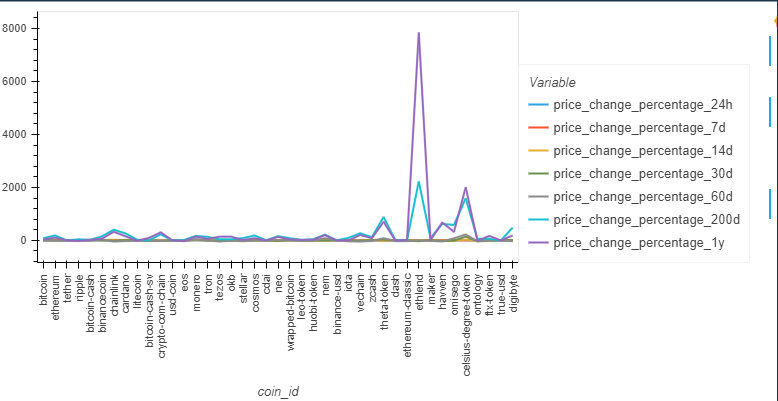 8000
6000
4000
2000
0
Variable
price_change_percentage_24h
price_change_percentage_7d
price_change_percentage_14d
price_change_percentage_30d
price_change_percentage_60d
price_change_percentage_200d
price_change_percentage_1y
bitcoin
ethereum
tether
ripple
bitcoin-cash
binancecoin
chainlink
cardano
litecoin
bitcoin-cash-sv
crypto-com-chain
usd-coin
eos
monero
tron
tezos
okb
stellar
cosmos
cdai
neo
wrapped-bitcoin
leo-token
huobi-token
nem
binance-usd
iota
vechain
zcash
theta-token
dash
ethereum-classic
ethlend
maker
havven
omisego
celsius-degree-token
ontology
ftx-token
true-usd
digibyte
coin_id